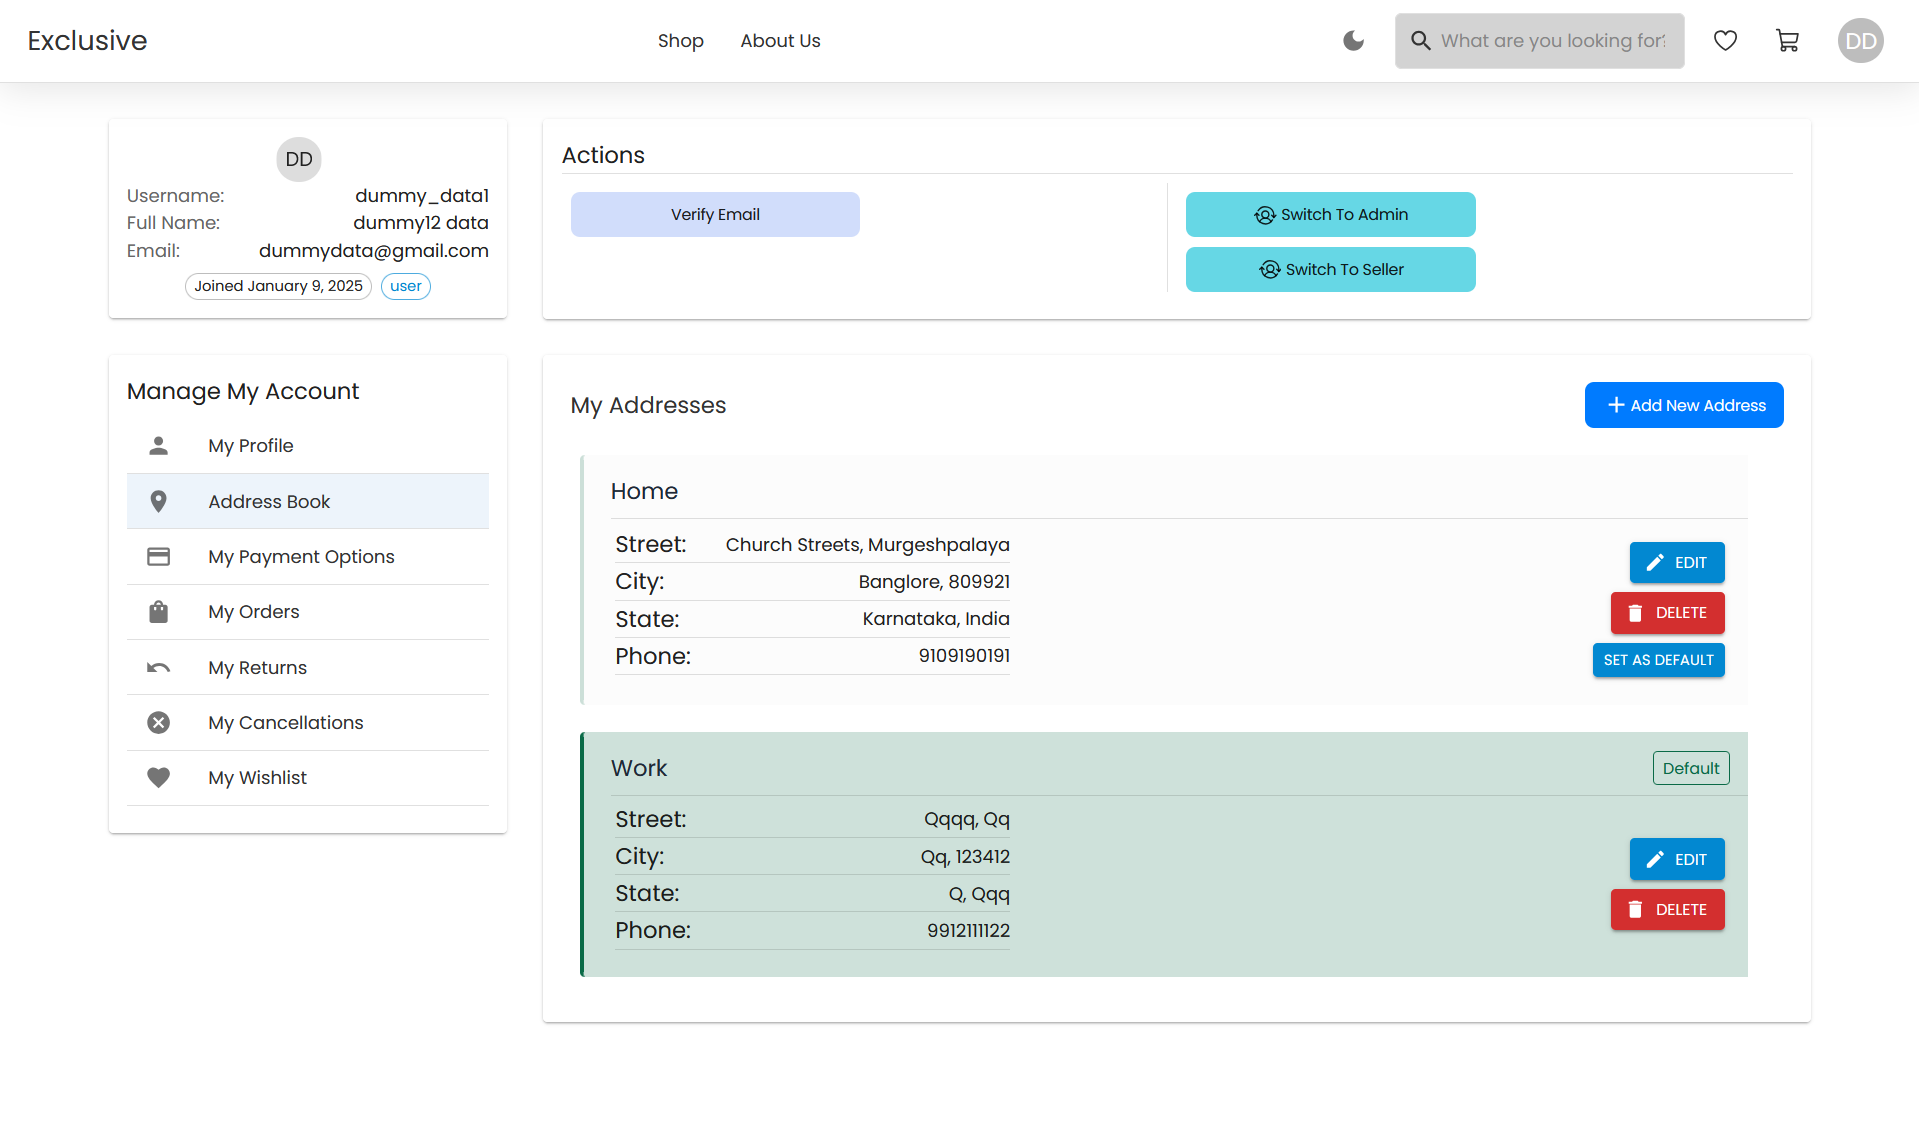 Exclusive
Shop
About Us
What are you looking for?
DD
DD
Username: dummy_data1
Full Name: dummy12 data
Email: dummydata@gmail.com
Joined January 9, 2025
user
Actions
Verify Email
Switch To Admin
Switch To Seller
Manage My Account
My Profile
Address Book
My Payment Options
My Orders
My Returns
My Cancellations
My Wishlist
My Addresses
Add New Address
Home
Street: Church Streets, Murgeshpalaya
City: Banglore, 809921
State: Karnataka, India
Phone: 9109190191
EDIT
DELETE
SET AS DEFAULT
Work
Default
Street: Qqqq, Qq
City: Qq, 123412
State: Q, Qqq
Phone: 9912111122
EDIT
DELETE